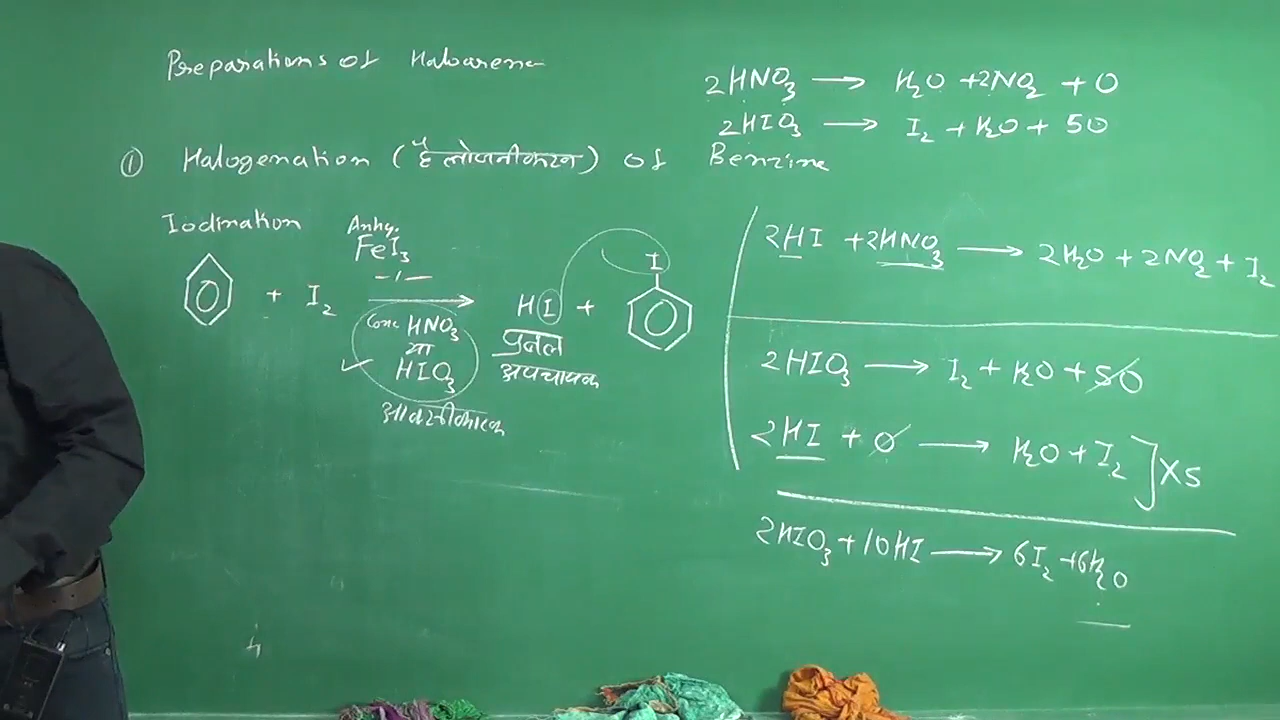 Preparations of Haloarene
2HNO₃ → H₂O + 2NO₂ + O
2HIO₃ → I₂ + H₂O + 5O
① Halogenation (हैलोजनीकरण) of Benzine
Iodination
Anhy.
FeI₃
+ I₂ → HI + I
Conc HNO₃
या
HIO₃
आक्सीकारक
प्रबल
अपचायक
2HI + 2HNO₃ → 2H₂O + 2NO₂ + I₂
2HIO₃ → I₂ + H₂O + 5O
2HI + O → H₂O + I₂ ] X5
2HIO₃ + 10HI → 6I₂ + 6H₂O